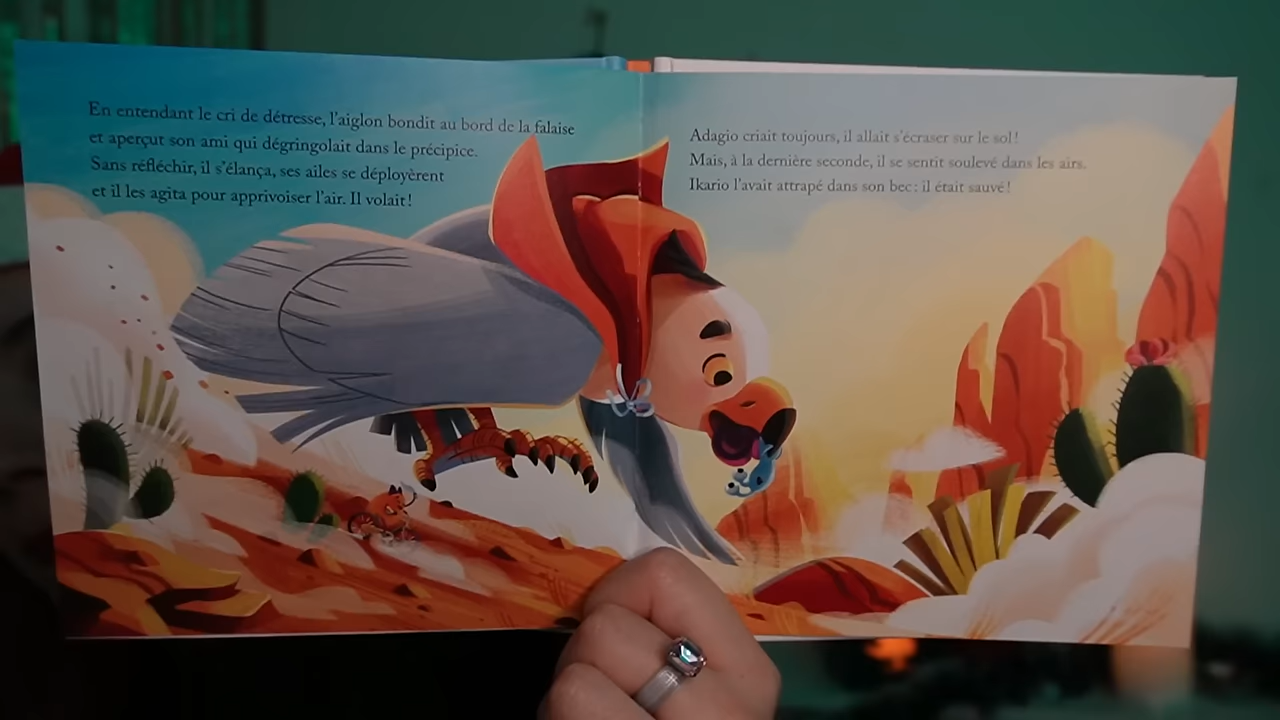 En entendant le cri de détresse, l'aiglon bondit au bord de la falaise
et aperçut son ami qui dégringolait dans le précipice.
Sans réfléchir, il s'élança, ses ailes se déployèrent
et il les agita pour apprivoiser l'air. Il volait !
Adagio criait toujours, il allait s'écraser sur le sol !
Mais, à la dernière seconde, il se sentit soulevé dans les airs.
Ikario l'avait attrapé dans son bec : il était sauvé !